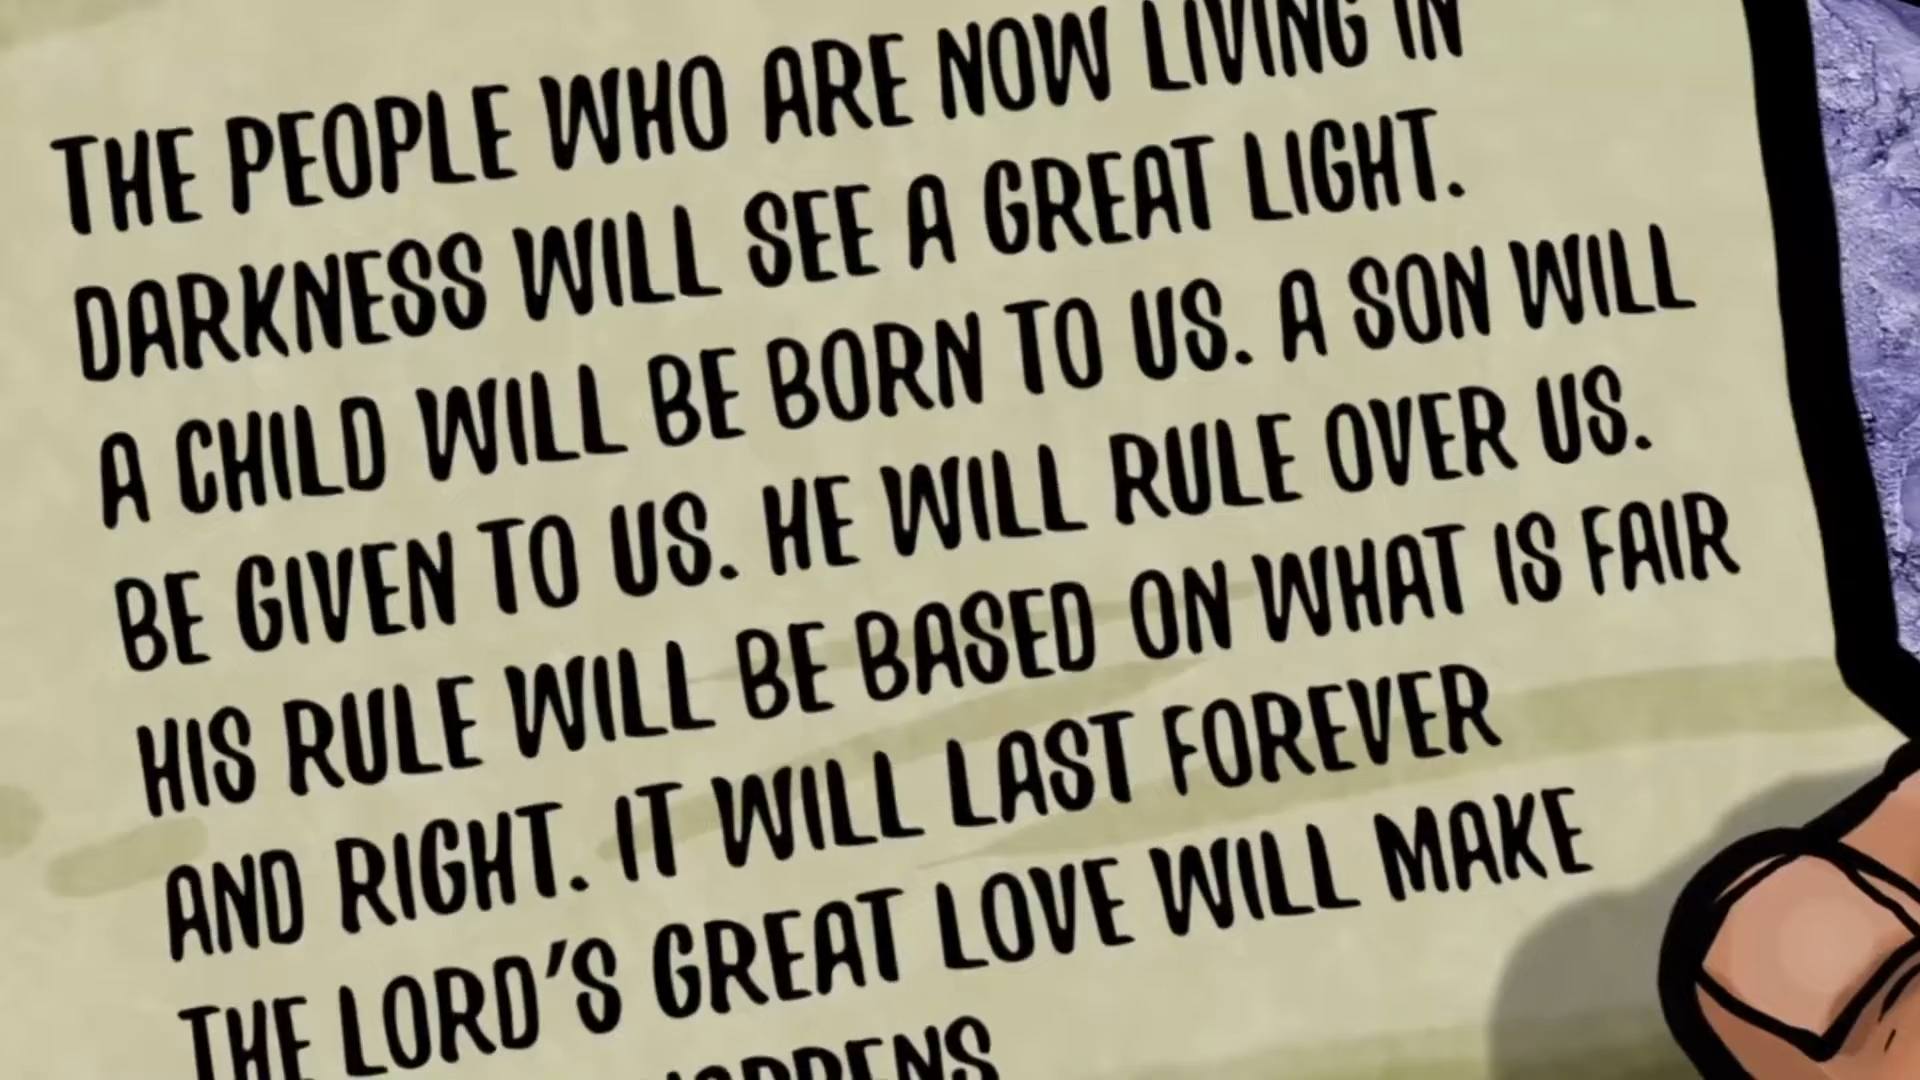 THE PEOPLE WHO ARE NOW LIVING IN
DARKNESS WILL SEE A GREAT LIGHT.
A CHILD WILL BE BORN TO US. A SON WILL
BE GIVEN TO US. HE WILL RULE OVER US.
HIS RULE WILL BE BASED ON WHAT IS FAIR
AND RIGHT. IT WILL LAST FOREVER
THE LORD'S GREAT LOVE WILL MAKE
HAPPENS